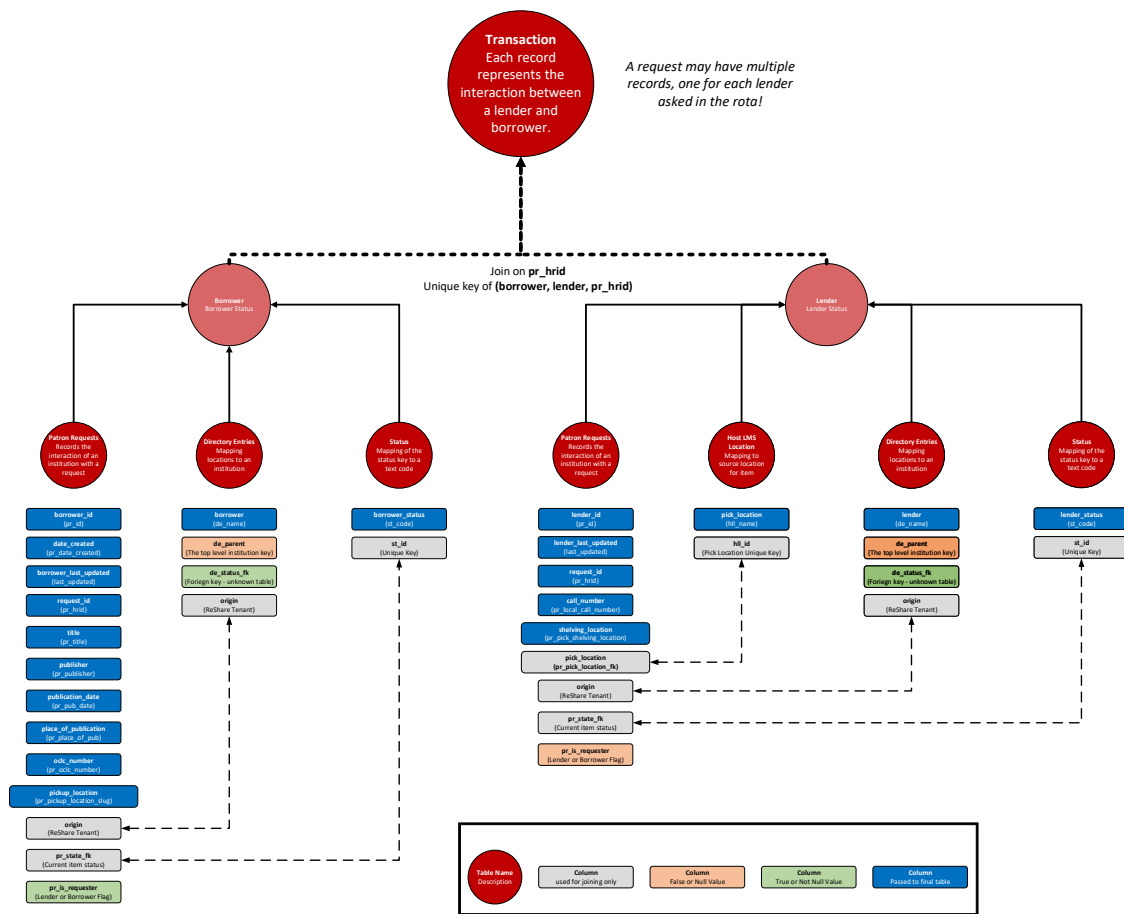 Transaction
Each record
represents the
interaction between
a lender and
borrower.
A request may have multiple
records, one for each lender
asked in the rota!
Join on pr_hrid
Unique key of (borrower, lender, pr_hrid)
Borrower
Borrower Status
Lender
Lender Status
Patron Requests
Records the
interaction of an
institution with a
request
Directory Entries
Mapping
locations to an
institution
Status
Mapping of the
status key to a
text code
Patron Requests
Records the
interaction of an
institution with a
request
Host LMS
Location
Mapping to
source location
for item
Directory Entries
Mapping
locations to an
institution
Status
Mapping of the
status key to a
text code
borrower_id
(pr_id)
date_created
(pr_date_created)
borrower_last_updated
(last_updated)
request_id
(pr_hrid)
title
(pr_title)
publisher
(pr_publisher)
publication_date
(pr_pub_date)
place_of_publication
(pr_place_of_pub)
oclc_number
(pr_oclc_number)
pickup_location
(pr_pickup_location_slug)
origin
(ReShare Tenant)
pr_state_fk
(Current item status)
pr_is_requester
(Lender or Borrower Flag)
borrower
(de_name)
de_parent
(The top level institution key)
de_status_fk
(Foriegn key - unknown table)
origin
(ReShare Tenant)
borrower_status
(st_code)
st_id
(Unique Key)
lender_id
(pr_id)
lender_last_updated
(last_updated)
request_id
(pr_hrid)
call_number
(pr_local_call_number)
shelving_location
(pr_pick_shelving_location)
pick_location
(pr_pick_location_fk)
origin
(ReShare Tenant)
pr_state_fk
(Current item status)
pr_is_requester
(Lender or Borrower Flag)
pick_location
(hll_name)
hll_id
(Pick Location Unique Key)
lender
(de_name)
de_parent
(The top level institution key)
de_status_fk
(Foriegn key - unknown table)
origin
(ReShare Tenant)
lender_status
(st_code)
st_id
(Unique Key)
Table Name
Description
Column
used for joining only
Column
False or Null Value
Column
True or Not Null Value
Column
Passed to final table